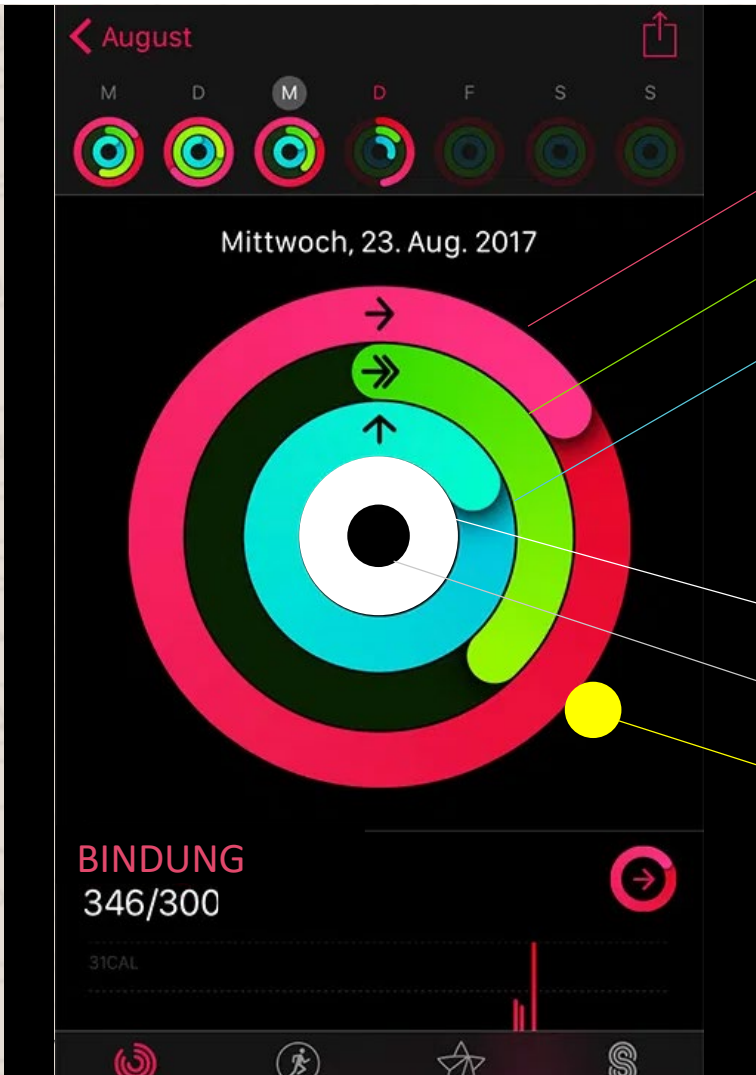 August
M D M D F S S
Mittwoch, 23. Aug. 2017
BINDUNG
346/300
31CAL